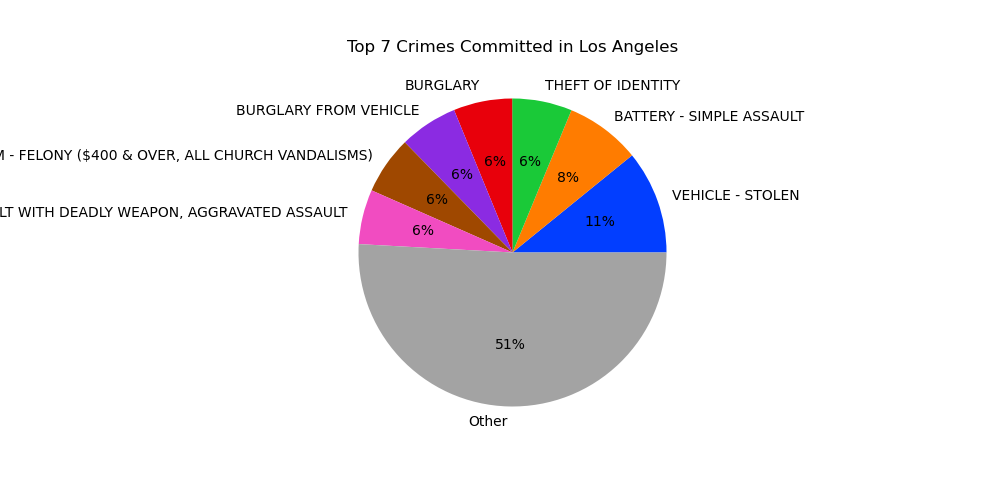 Top 7 Crimes Committed in Los Angeles
BURGLARY
THEFT OF IDENTITY
BURGLARY FROM VEHICLE
BATTERY - SIMPLE ASSAULT
M - FELONY ($400 & OVER, ALL CHURCH VANDALISMS)
6%
6%
6%
8%
VEHICLE - STOLEN
6%
LT WITH DEADLY WEAPON, AGGRAVATED ASSAULT
11%
6%
51%
Other